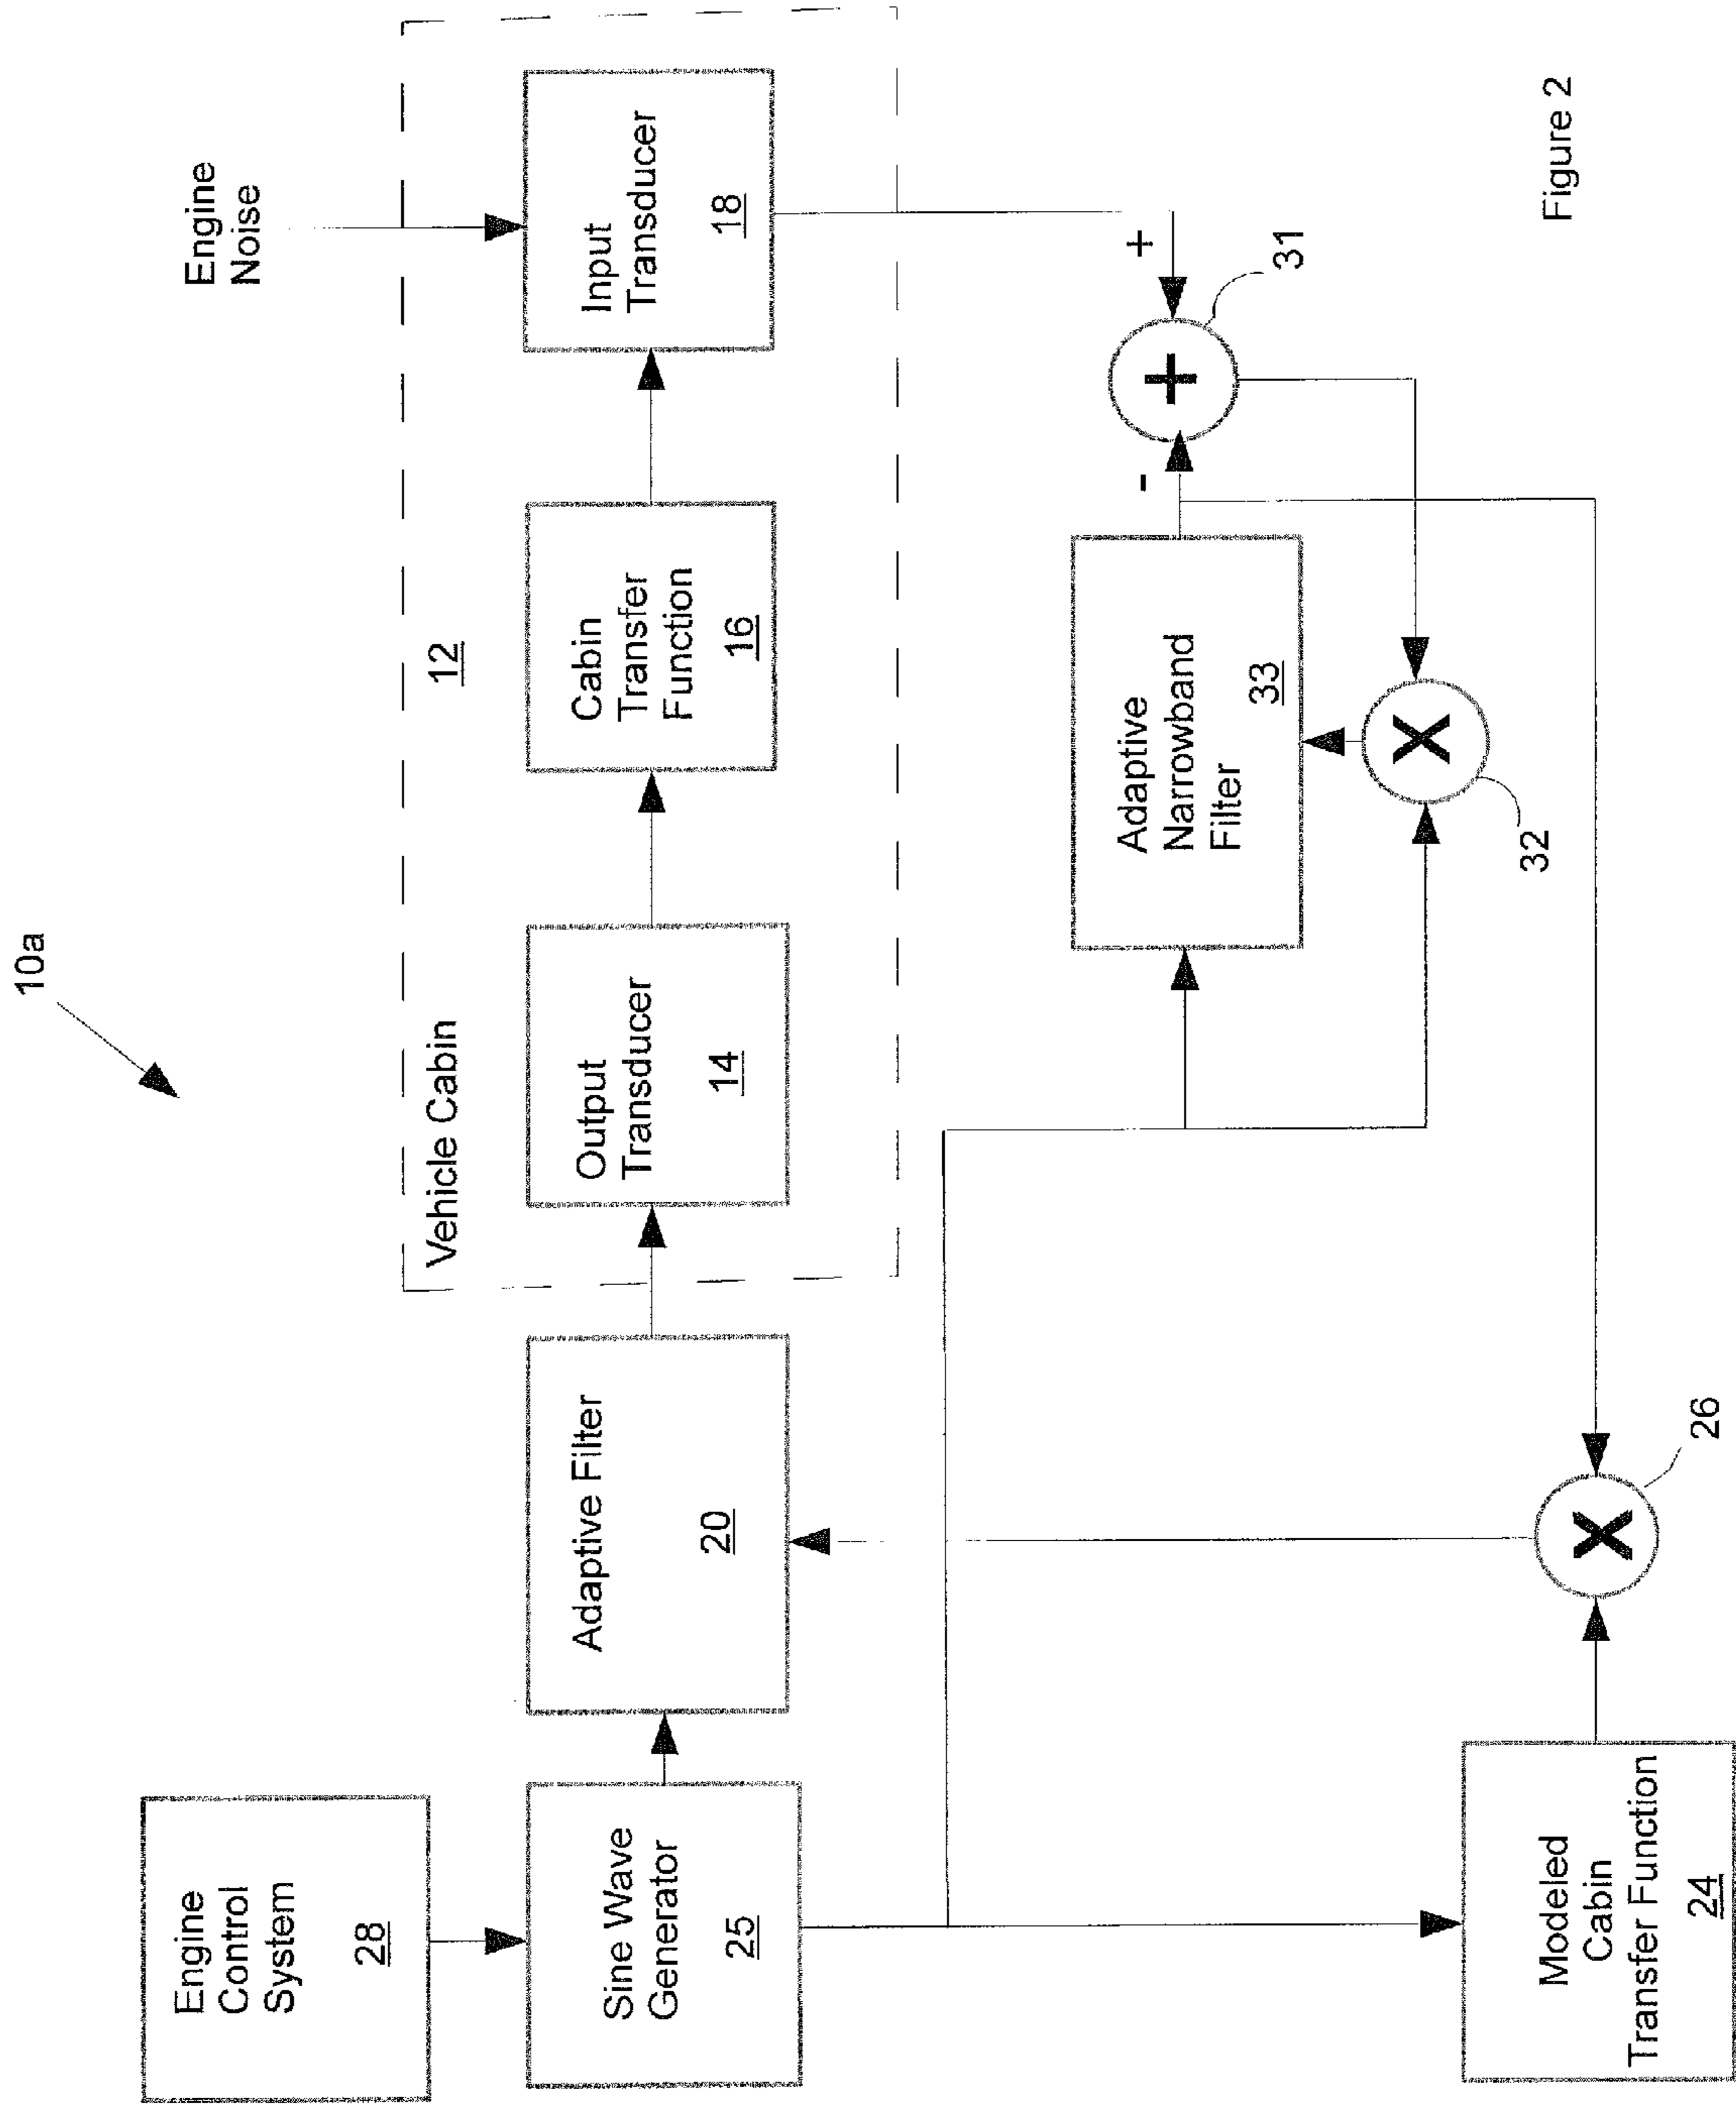 10a
Engine
Noise
Vehicle Cabin
12
Engine
Control
System
28
Sine Wave
Generator
25
Adaptive Filter
20
Output
Transducer
14
Cabin
Transfer
Function
16
Input
Transducer
18
+
-
+
31
Adaptive
Narrowband
Filter
33
X
32
X
26
Modeled
Cabin
Transfer Function
24
Figure 2